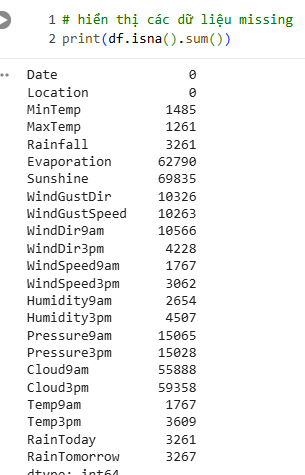 1 # hiển thị các dữ liệu missing
2 print(df.isna().sum())
Date 0
Location 0
MinTemp 1485
MaxTemp 1261
Rainfall 3261
Evaporation 62790
Sunshine 69835
WindGustDir 10326
WindGustSpeed 10263
WindDir9am 10566
WindDir3pm 4228
WindSpeed9am 1767
WindSpeed3pm 3062
Humidity9am 2654
Humidity3pm 4507
Pressure9am 15065
Pressure3pm 15028
Cloud9am 55888
Cloud3pm 59358
Temp9am 1767
Temp3pm 3609
RainToday 3261
RainTomorrow 3267
dtype: int64